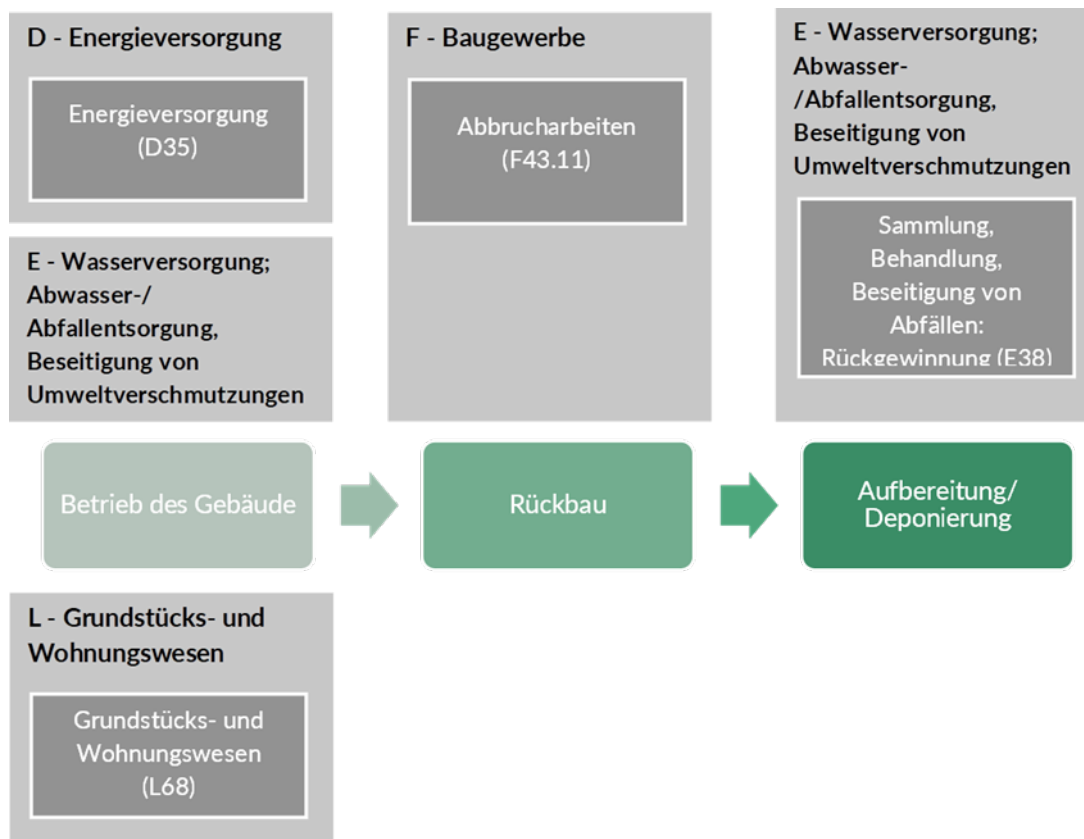 D - Energieversorgung
Energieversorgung
(D35)
E - Wasserversorgung;
Abwasser-/
Abfallentsorgung,
Beseitigung von
Umweltverschmutzungen
F - Baugewerbe
Abbrucharbeiten
(F43.11)
E - Wasserversorgung;
Abwasser-
/Abfallentsorgung,
Beseitigung von
Umweltverschmutzungen
Sammlung,
Behandlung,
Beseitigung von
Abfällen:
Rückgewinnung (E38)
Betrieb des Gebäude
Rückbau
Aufbereitung/
Deponierung
L - Grundstücks- und
Wohnungswesen
Grundstücks- und
Wohnungswesen
(L68)